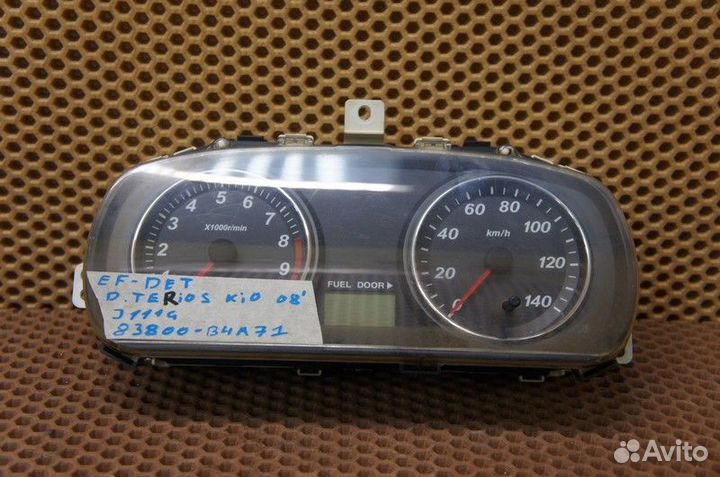 1 2 3 4 5 6 7 8 9
X1000r/min
0 20 40 60 80 100 120 140
km/h
FUEL DOOR ▶
EF-DET
D.TERiOS KiD 08'
J111G
83800-B4A71
Avito